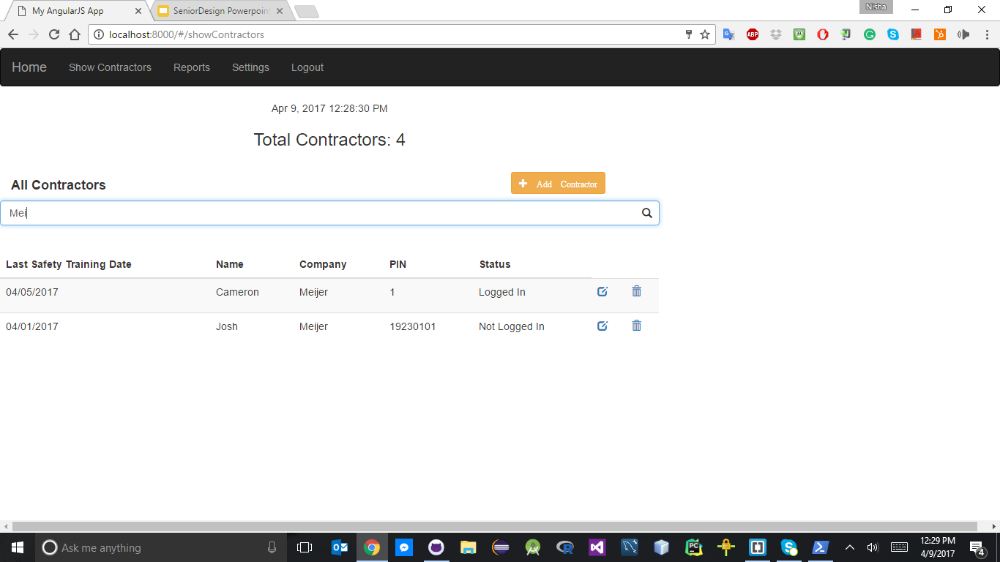 My AngularJS App
SeniorDesign Powerpoint
Nisha
localhost:8000/#/showContractors
ABP
Home Show Contractors Reports Settings Logout
Apr 9, 2017 12:28:30 PM
Total Contractors: 4
All Contractors
Add Contractor
Mei
Last Safety Training Date Name Company PIN Status
04/05/2017 Cameron Meijer 1 Logged In
04/01/2017 Josh Meijer 19230101 Not Logged In
Ask me anything
12:29 PM
4/9/2017
4